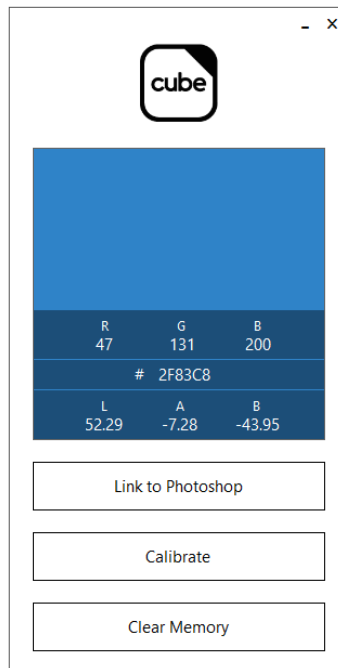 cube
R G B
47 131 200
# 2F83C8
L A B
52.29 -7.28 -43.95
Link to Photoshop
Calibrate
Clear Memory